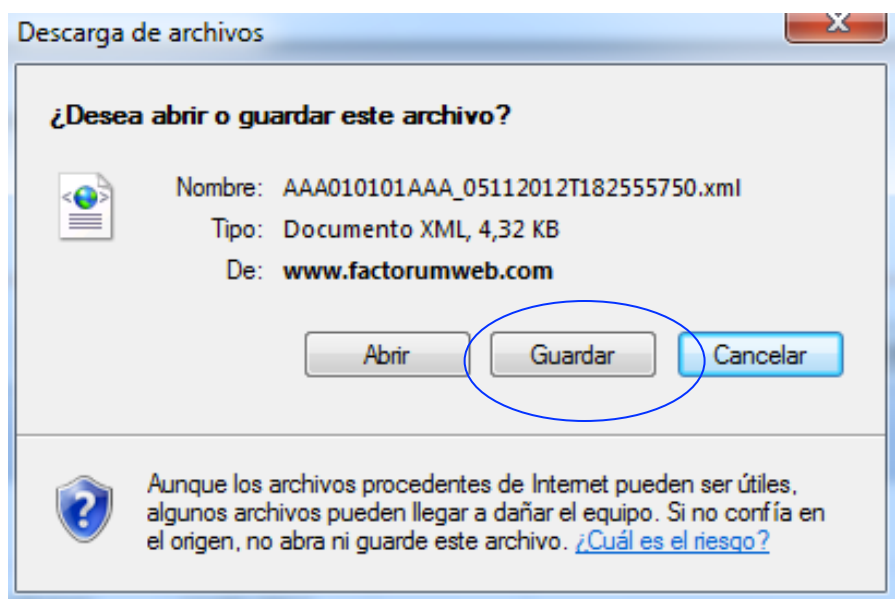 Descarga de archivos
¿Desea abrir o guardar este archivo?
Nombre: AAA010101AAA_05112012T182555750.xml
Tipo: Documento XML, 4,32 KB
De: www.factorumweb.com
Abrir Guardar Cancelar
Aunque los archivos procedentes de Internet pueden ser útiles,
algunos archivos pueden llegar a dañar el equipo. Si no confía en
el origen, no abra ni guarde este archivo. ¿Cuál es el riesgo?